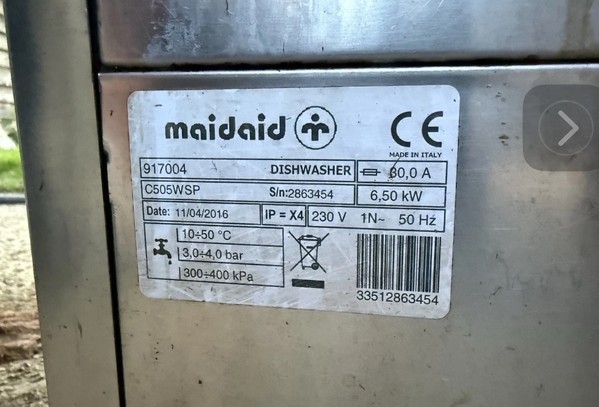 maidaid
CE
MADE IN ITALY
917004 DISHWASHER 30,0 A
C505WSP S/n:2863454 6,50 kW
Date: 11/04/2016 IP = X4 230 V 1N~ 50 Hz
10÷50 °C
3,0÷4,0 bar
300÷400 kPa
33512863454